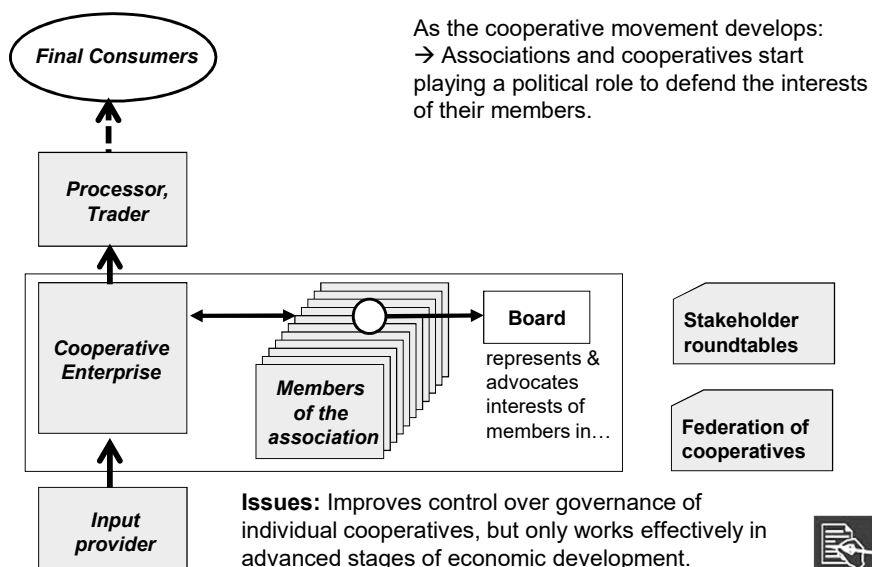 Final Consumers
As the cooperative movement develops:
→ Associations and cooperatives start
playing a political role to defend the interests
of their members.
Processor,
Trader
Cooperative
Enterprise
Members
of the
association
Board
represents &
advocates
interests of
members in…
Stakeholder
roundtables
Federation of
cooperatives
Input
provider
Issues: Improves control over governance of
individual cooperatives, but only works effectively in
advanced stages of economic development.